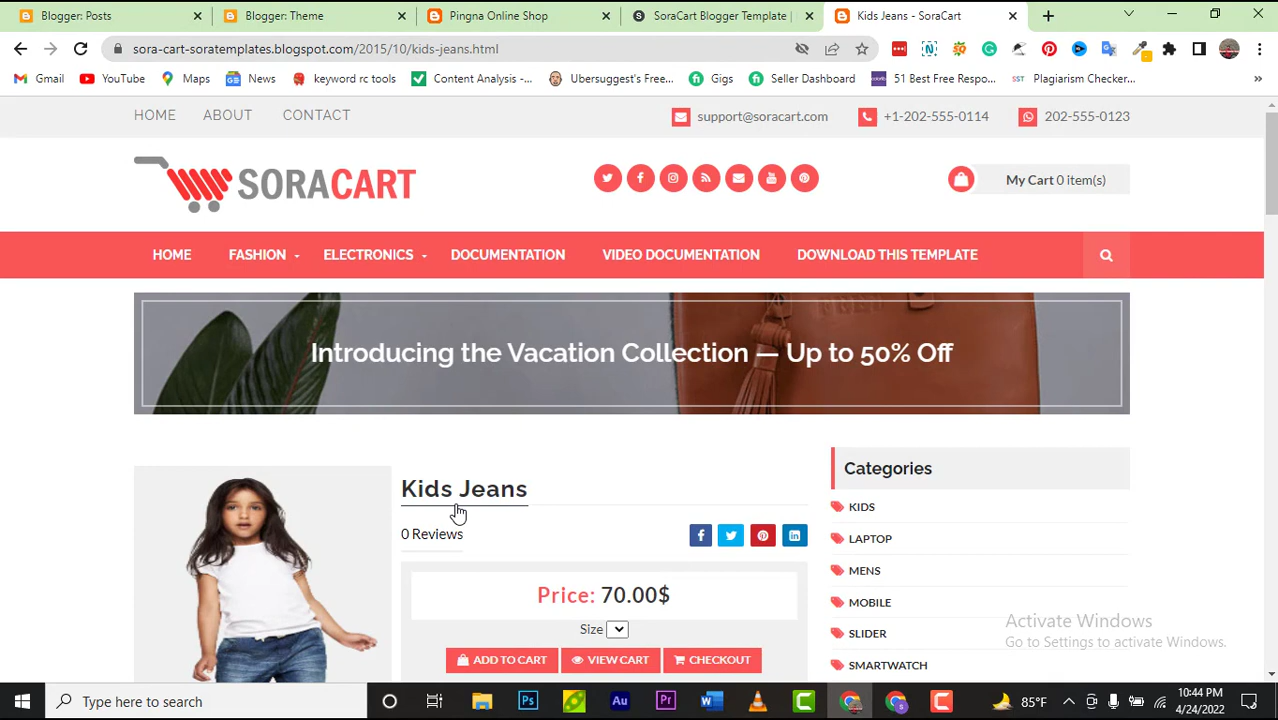 Blogger: Posts
Blogger: Theme
Pingna Online Shop
SoraCart Blogger Template |
Kids Jeans - SoraCart
sora-cart-soratemplates.blogspot.com/2015/10/kids-jeans.html
Gmail
YouTube
Maps
News
keyword rc tools
Content Analysis -...
Ubersuggest's Free...
Gigs
Seller Dashboard
51 Best Free Respo...
Plagiarism Checker...
HOME
ABOUT
CONTACT
support@soracart.com
+1-202-555-0114
202-555-0123
SORACART
My Cart 0 item(s)
HOME
FASHION
ELECTRONICS
DOCUMENTATION
VIDEO DOCUMENTATION
DOWNLOAD THIS TEMPLATE
Introducing the Vacation Collection — Up to 50% Off
Kids Jeans
0 Reviews
Price: 70.00$
Size
ADD TO CART
VIEW CART
CHECKOUT
Categories
KIDS
LAPTOP
MENS
MOBILE
SLIDER
SMARTWATCH
Activate Windows
Go to Settings to activate Windows.
Type here to search
85°F
10:44 PM
4/24/2022